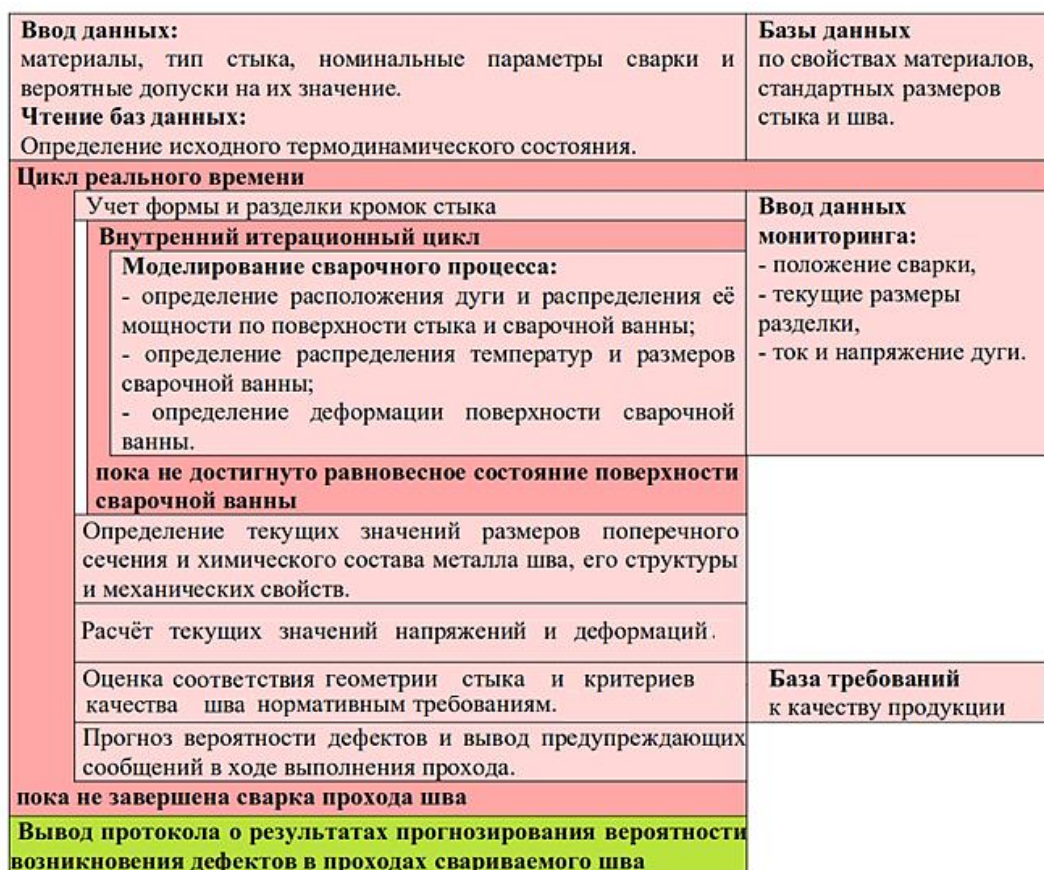 Ввод данных:
материалы, тип стыка, номинальные параметры сварки и
вероятные допуски на их значение.
Чтение баз данных:
Определение исходного термодинамического состояния.
Базы данных
по свойствах материалов,
стандартных размеров
стыка и шва.
Цикл реального времени
Учет формы и разделки кромок стыка
Внутренний итерационный цикл
Моделирование сварочного процесса:
- определение расположения дуги и распределения её
мощности по поверхности стыка и сварочной ванны;
- определение распределения температур и размеров
сварочной ванны;
- определение деформации поверхности сварочной
ванны.
пока не достигнуто равновесное состояние поверхности
сварочной ванны
Ввод данных
мониторинга:
- положение сварки,
- текущие размеры
разделки,
- ток и напряжение дуги.
Определение текущих значений размеров поперечного
сечения и химического состава металла шва, его структуры
и механических свойств.
Расчёт текущих значений напряжений и деформаций.
Оценка соответствия геометрии стыка и критериев
качества шва нормативным требованиям.
База требований
к качеству продукции
Прогноз вероятности дефектов и вывод предупреждающих
сообщений в ходе выполнения прохода.
пока не завершена сварка прохода шва
Вывод протокола о результатах прогнозирования вероятности
возникновения дефектов в проходах свариваемого шва